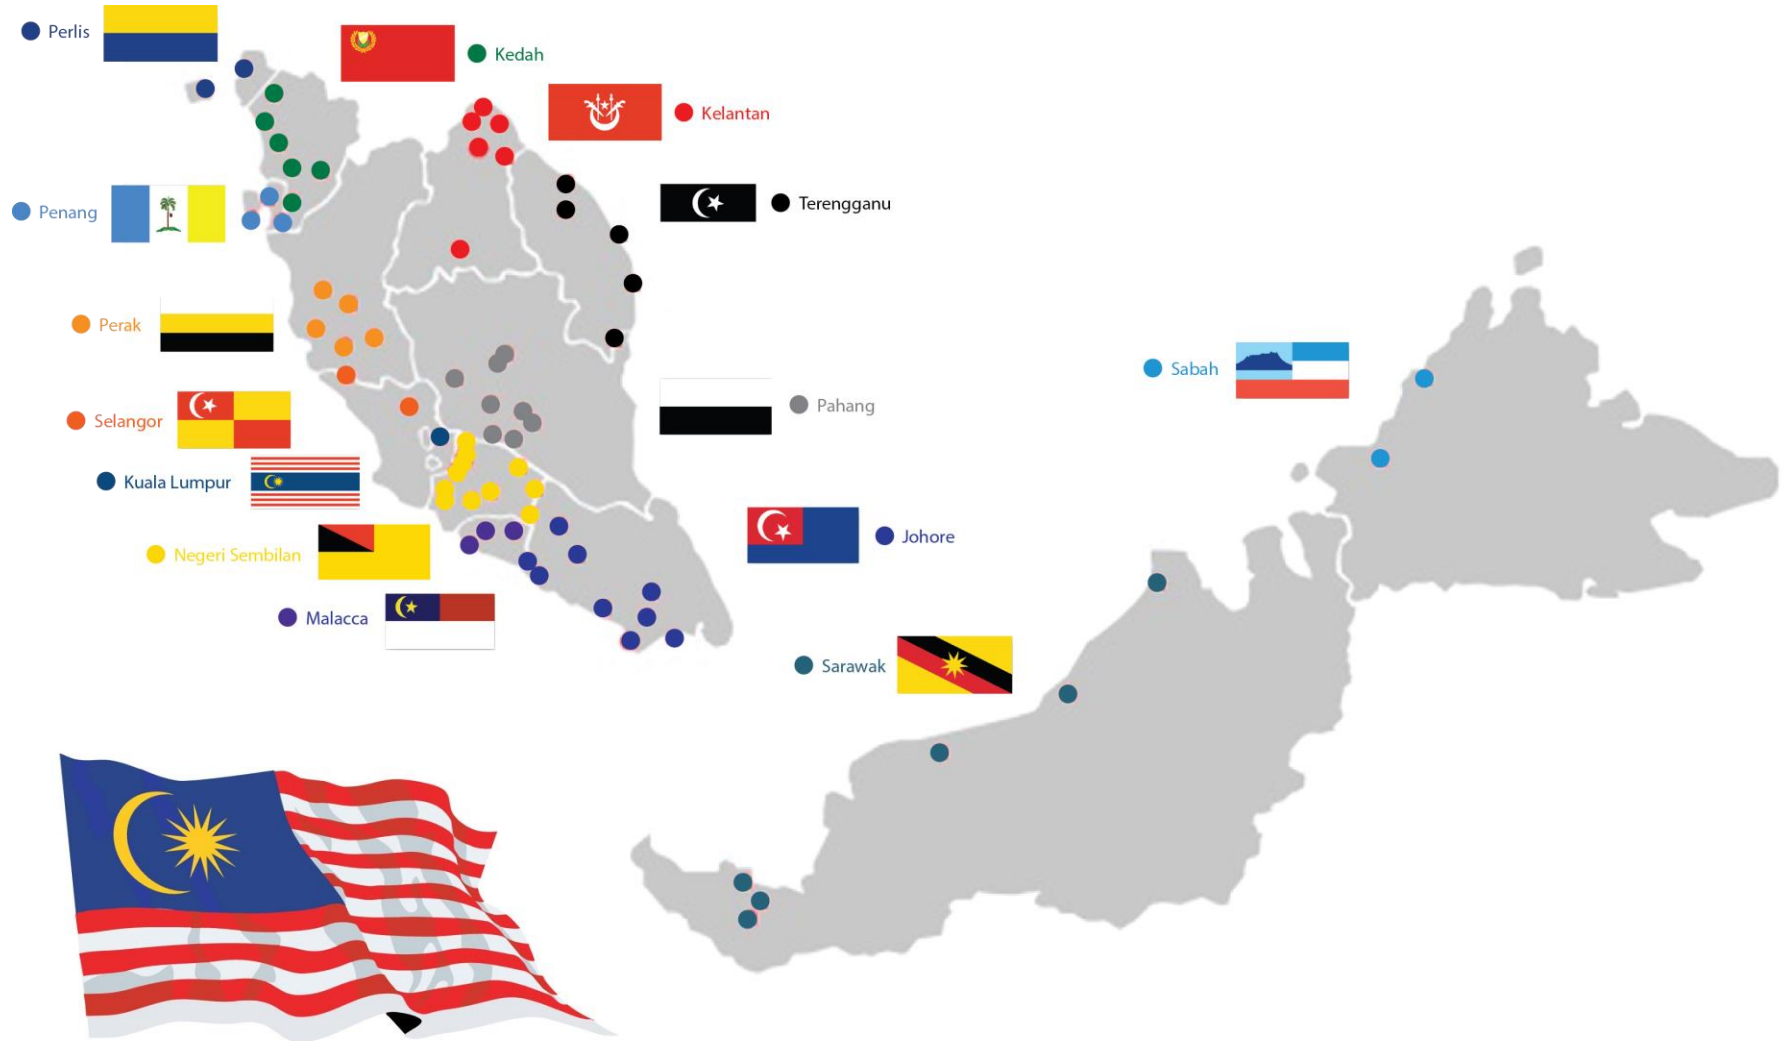 Perlis
Kedah
Kelantan
Penang
Terengganu
Perak
Sabah
Pahang
Selangor
Kuala Lumpur
Johore
Negeri Sembilan
Malacca
Sarawak